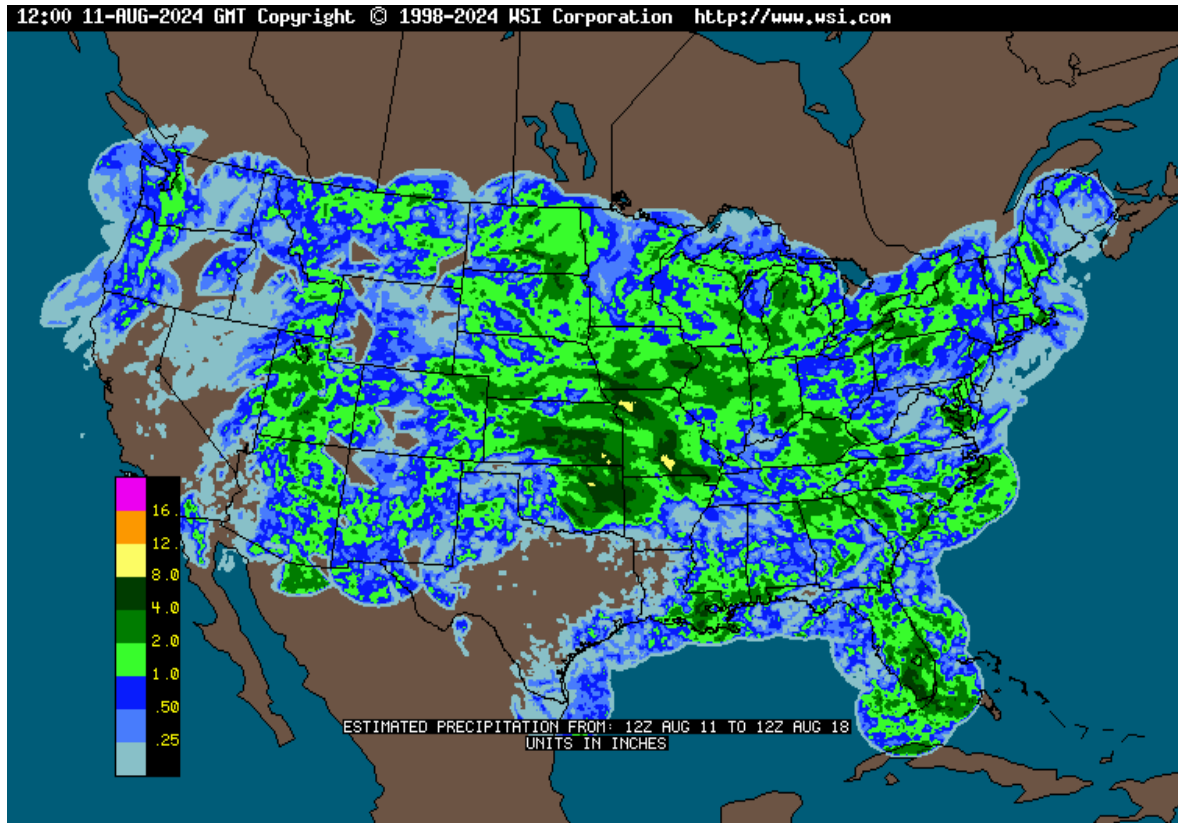 12:00 11-AUG-2024 GMT Copyright © 1998-2024 WSI Corporation http://www.wsi.com
16.
12.
8.0
4.0
2.0
1.0
.50
.25
ESTIMATED PRECIPITATION FROM: 12Z AUG 11 TO 12Z AUG 18
UNITS IN INCHES